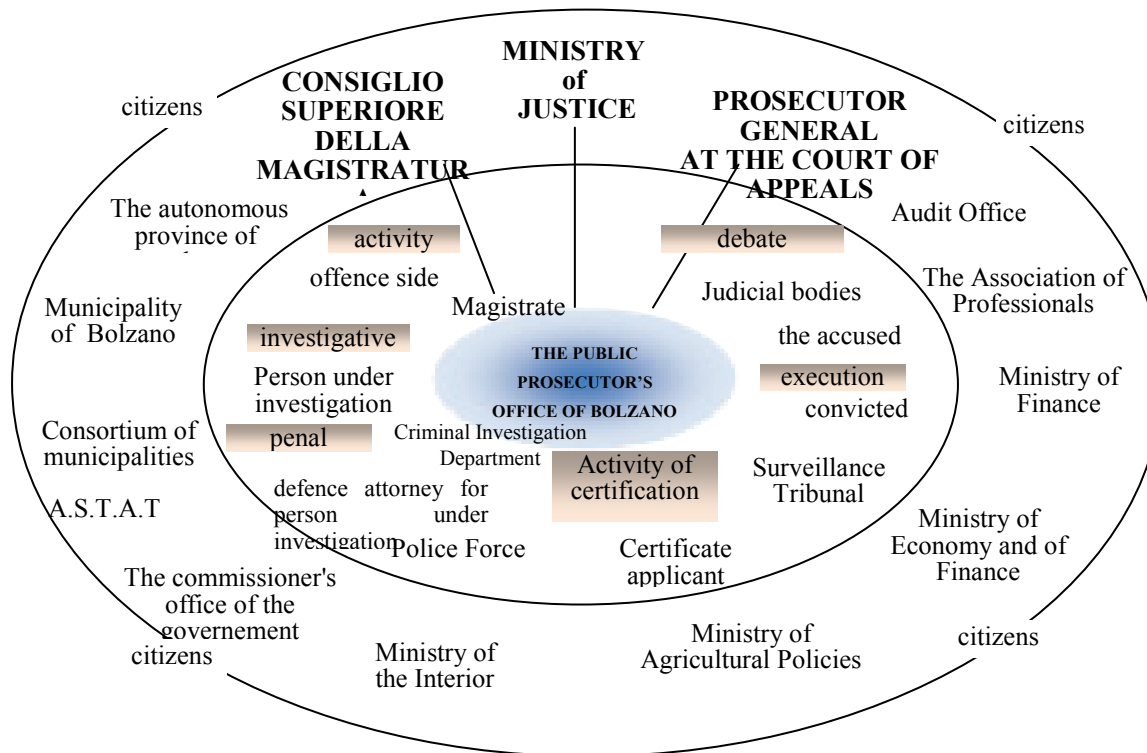 MINISTRY
of
JUSTICE
CONSIGLIO
SUPERIORE
DELLA
MAGISTRATUR
PROSECUTOR
GENERAL
AT THE COURT OF
APPEALS
citizens
citizens
The autonomous
province of
activity
offence side
debate
Audit Office
Municipality
of Bolzano
Magistrate
Judicial bodies
The Association of
Professionals
investigative
Person under
investigation
THE PUBLIC
PROSECUTOR'S
OFFICE OF BOLZANO
the accused
execution
convicted
Ministry of
Finance
Consortium of
municipalities
penal
Criminal Investigation
Department
Activity of
certification
Surveillance
Tribunal
A.S.T.A.T
defence attorney for
person under
investigation
Police Force
Certificate
applicant
Ministry of
Economy and of
Finance
The commissioner's
office of the
governement
citizens
Ministry of
the Interior
Ministry of
Agricultural Policies
citizens